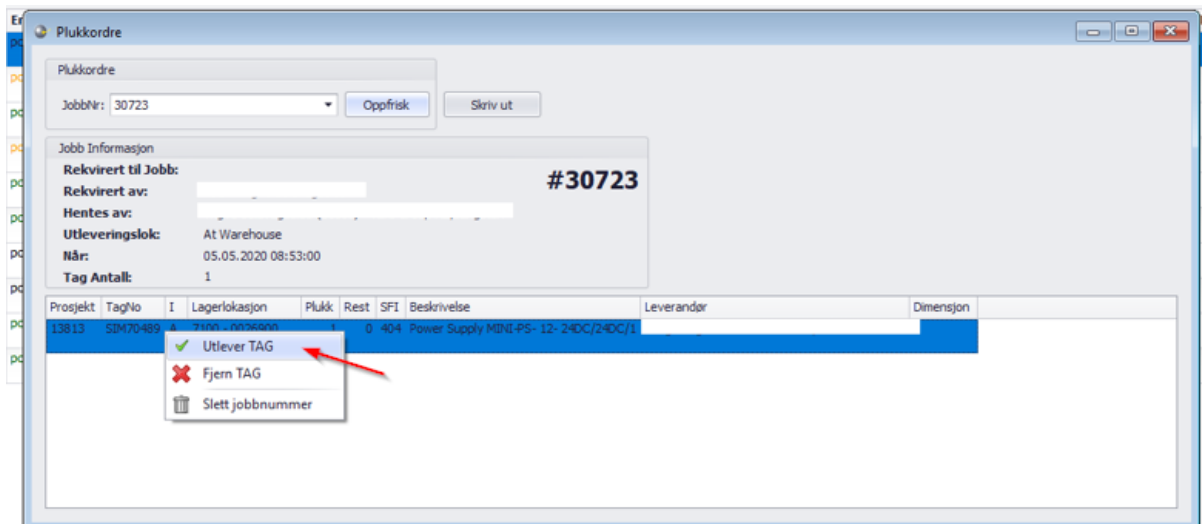 Er
Plukkordre
Plukkordre
JobbNr: 30723 Oppfrisk Skriv ut
Jobb Informasjon
Rekvirert til Jobb:
#30723
Rekvirert av:
Hentes av:
Utleveringslok: At Warehouse
Når: 05.05.2020 08:53:00
Tag Antall: 1
Prosjekt TagNo I Lagerlokasjon Plukk Rest SFI Beskrivelse Leverandør Dimensjon
13813 SIM70489 A 7100 - 0026900 1 0 404 Power Supply MINI-PS- 12- 24DC/24DC/1
Utlever TAG
Fjern TAG
Slett jobbnummer